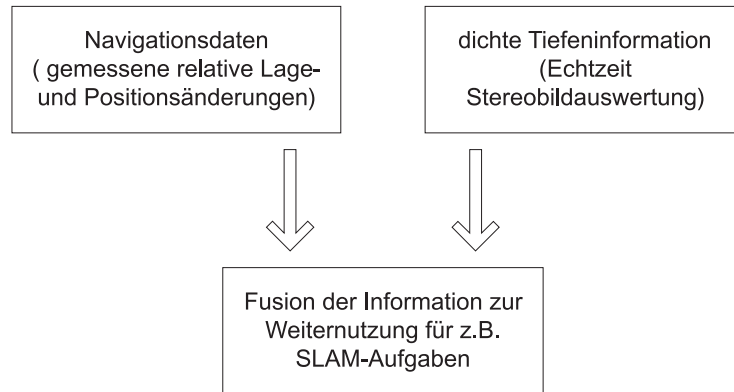 Navigationsdaten
( gemessene relative Lage-
und Positionsänderungen)
dichte Tiefeninformation
(Echtzeit
Stereobildauswertung)
Fusion der Information zur
Weiternutzung für z.B.
SLAM-Aufgaben